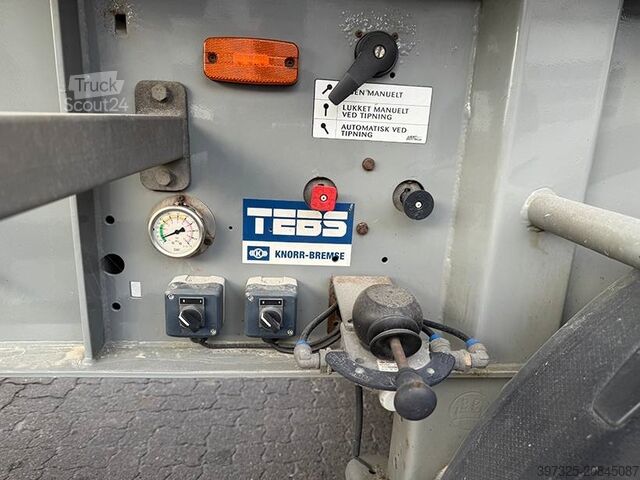 Truck
Scout24
EN MANUELT
LUKKET MANUELT
VED TIPNING
AUTOMATISK VED
TIPNING
TEBS
KNORR-BREMSE
397325-20845087